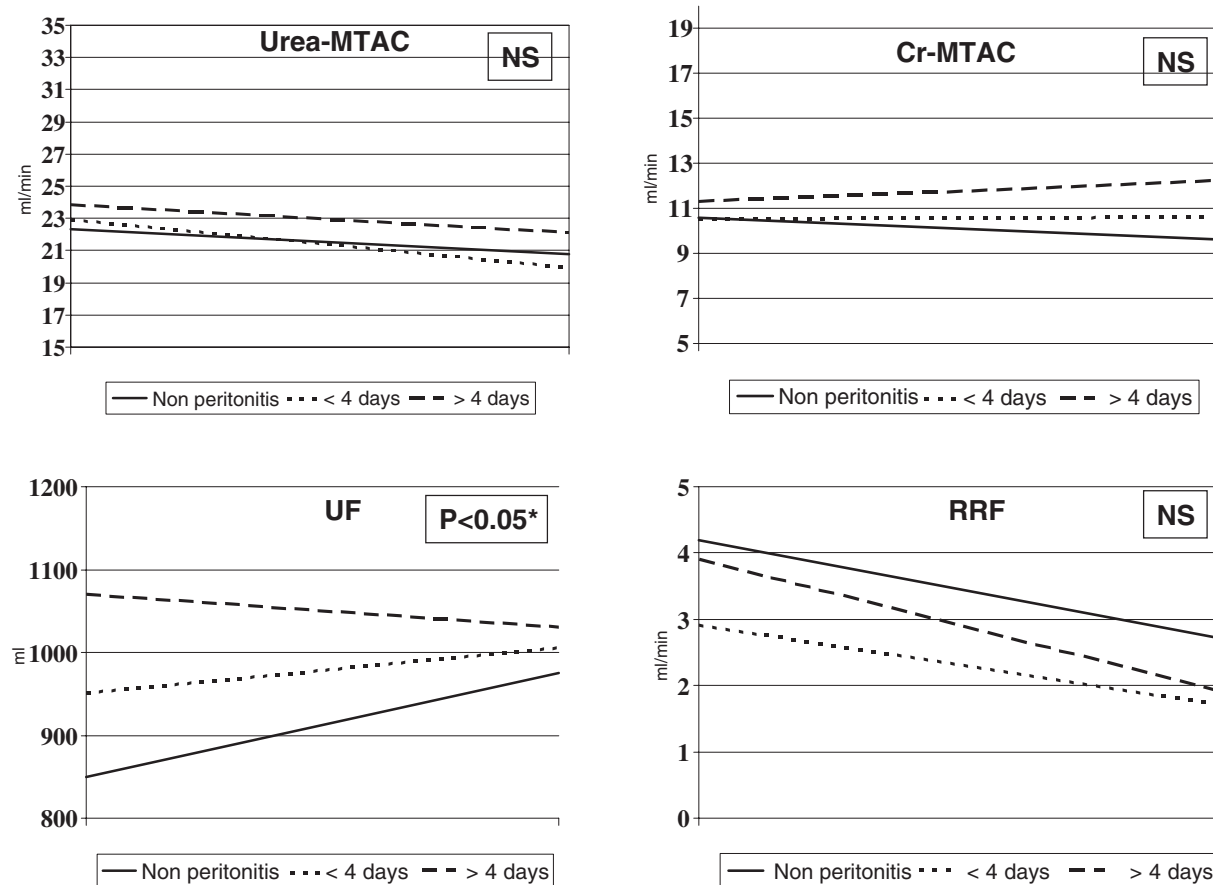 Urea-MTAC
NS
35
33
31
29
27
25
23
21
19
17
15
ml/min
Non peritonitis < 4 days > 4 days
Cr-MTAC
NS
19
17
15
13
11
9
7
5
ml/min
Non peritonitis < 4 days > 4 days
UF
P<0.05*
1200
1100
1000
900
800
ml
Non peritonitis < 4 days > 4 days
RRF
NS
5
4
3
2
1
0
ml/min
Non peritonitis < 4 days > 4 days